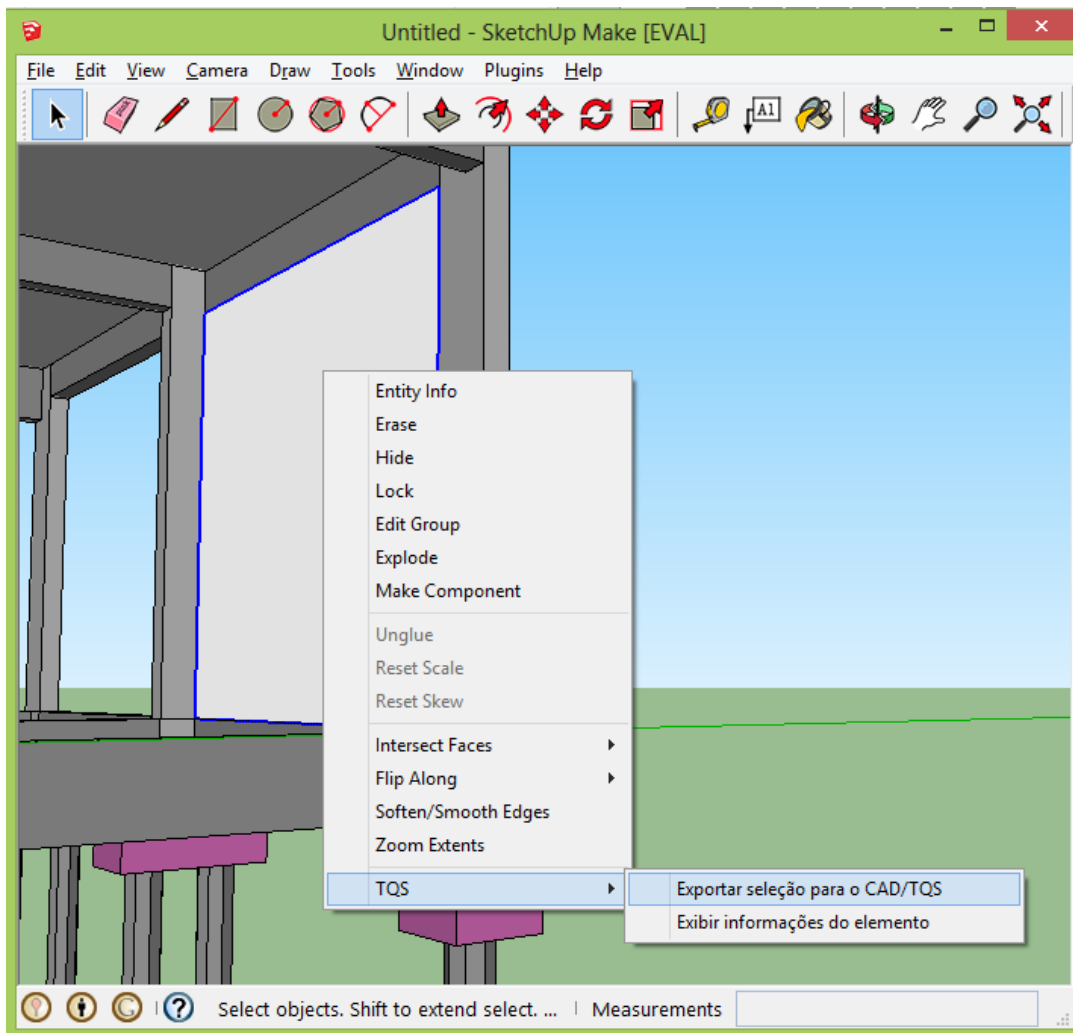 Untitled - SketchUp Make [EVAL]
File Edit View Camera Draw Tools Window Plugins Help
A1
Entity Info
Erase
Hide
Lock
Edit Group
Explode
Make Component
Unglue
Reset Scale
Reset Skew
Intersect Faces
Flip Along
Soften/Smooth Edges
Zoom Extents
TQS
Exportar seleção para o CAD/TQS
Exibir informações do elemento
Select objects. Shift to extend select. ... Measurements